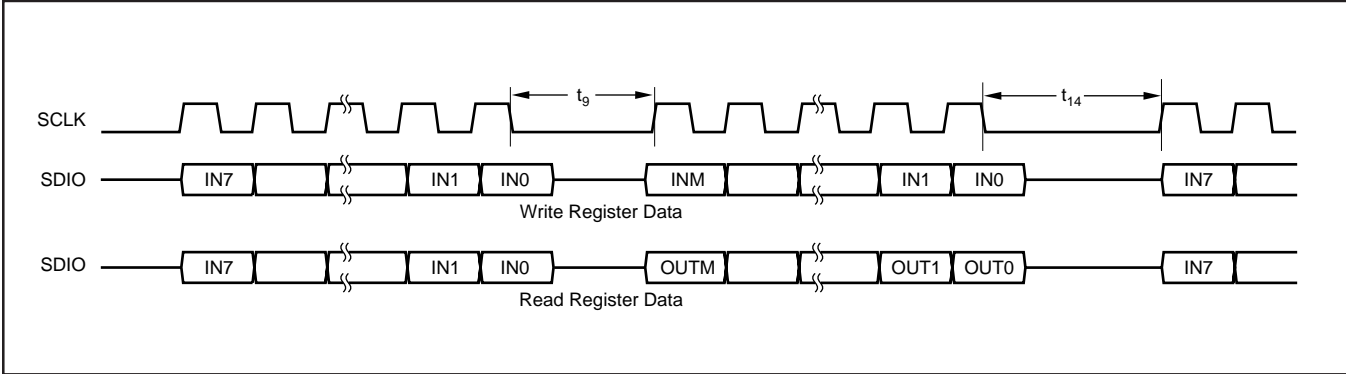 t9 t14
SCLK
SDIO IN7 IN1 IN0 INM IN1 IN0 IN7
Write Register Data
SDIO IN7 IN1 IN0 OUTM OUT1 OUT0 IN7
Read Register Data